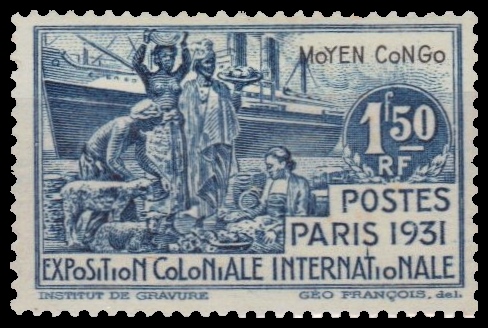 MOYEN CONGO
1f50
RF
POSTES
PARIS 1931
EXPOSITION COLONIALE INTERNATIONALE
INSTITUT DE GRAVURE GÉO FRANÇOIS, del.